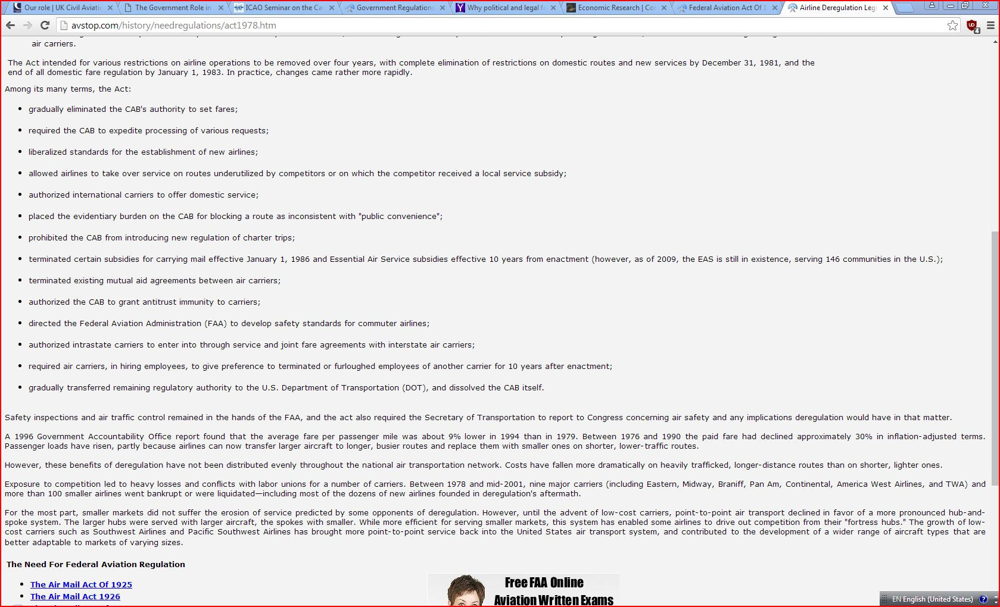 Our role | UK Civil Aviatio
The Government Role in
ICAO Seminar on the Ca
Government Regulations
Why political and legal fa
Economic Research | Co
Federal Aviation Act Of 1
Airline Deregulation Leg
avstop.com/history/needregulations/act1978.htm
air carriers.
The Act intended for various restrictions on airline operations to be removed over four years, with complete elimination of restrictions on domestic routes and new services by December 31, 1981, and the
end of all domestic fare regulation by January 1, 1983. In practice, changes came rather more rapidly.
Among its many terms, the Act:
• gradually eliminated the CAB's authority to set fares;
• required the CAB to expedite processing of various requests;
• liberalized standards for the establishment of new airlines;
• allowed airlines to take over service on routes underutilized by competitors or on which the competitor received a local service subsidy;
• authorized international carriers to offer domestic service;
• placed the evidentiary burden on the CAB for blocking a route as inconsistent with "public convenience";
• prohibited the CAB from introducing new regulation of charter trips;
• terminated certain subsidies for carrying mail effective January 1, 1986 and Essential Air Service subsidies effective 10 years from enactment (however, as of 2009, the EAS is still in existence, serving 146 communities in the U.S.);
• terminated existing mutual aid agreements between air carriers;
• authorized the CAB to grant antitrust immunity to carriers;
• directed the Federal Aviation Administration (FAA) to develop safety standards for commuter airlines;
• authorized intrastate carriers to enter into through service and joint fare agreements with interstate air carriers;
• required air carriers, in hiring employees, to give preference to terminated or furloughed employees of another carrier for 10 years after enactment;
• gradually transferred remaining regulatory authority to the U.S. Department of Transportation (DOT), and dissolved the CAB itself.
Safety inspections and air traffic control remained in the hands of the FAA, and the act also required the Secretary of Transportation to report to Congress concerning air safety and any implications deregulation would have in that matter.
A 1996 Government Accountability Office report found that the average fare per passenger mile was about 9% lower in 1994 than in 1979. Between 1976 and 1990 the paid fare had declined approximately 30% in inflation-adjusted terms.
Passenger loads have risen, partly because airlines can now transfer larger aircraft to longer, busier routes and replace them with smaller ones on shorter, lower-traffic routes.
However, these benefits of deregulation have not been distributed evenly throughout the national air transportation network. Costs have fallen more dramatically on heavily trafficked, longer-distance routes than on shorter, lighter ones.
Exposure to competition led to heavy losses and conflicts with labor unions for a number of carriers. Between 1978 and mid-2001, nine major carriers (including Eastern, Midway, Braniff, Pan Am, Continental, America West Airlines, and TWA) and
more than 100 smaller airlines went bankrupt or were liquidated—including most of the dozens of new airlines founded in deregulation's aftermath.
For the most part, smaller markets did not suffer the erosion of service predicted by some opponents of deregulation. However, until the advent of low-cost carriers, point-to-point air transport declined in favor of a more pronounced hub-and-
spoke system. The larger hubs were served with larger aircraft, the spokes with smaller. While more efficient for serving smaller markets, this system has enabled some airlines to drive out competition from their "fortress hubs." The growth of low-
cost carriers such as Southwest Airlines and Pacific Southwest Airlines has brought more point-to-point service back into the United States air transport system, and contributed to the development of a wider range of aircraft types that are
better adaptable to markets of varying sizes.
The Need For Federal Aviation Regulation
• The Air Mail Act Of 1925
• The Air Mail Act 1926
Free FAA Online
Aviation Written Exams
EN English (United States)